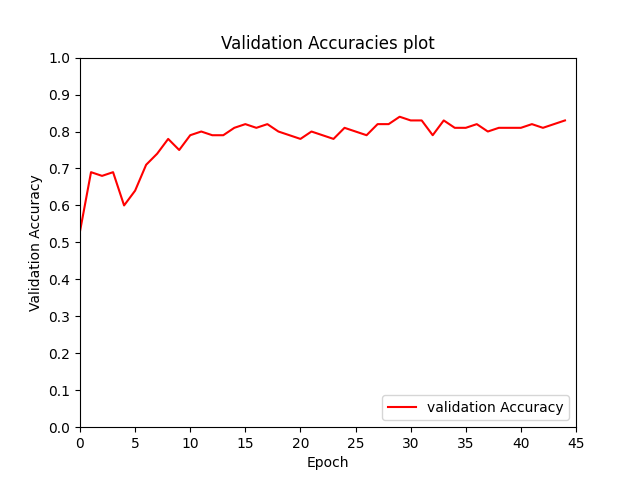 Validation Accuracies plot
1.0
0.9
0.8
0.7
0.6
0.5
0.4
0.3
0.2
0.1
0.0
Validation Accuracy
validation Accuracy
0 5 10 15 20 25 30 35 40 45
Epoch